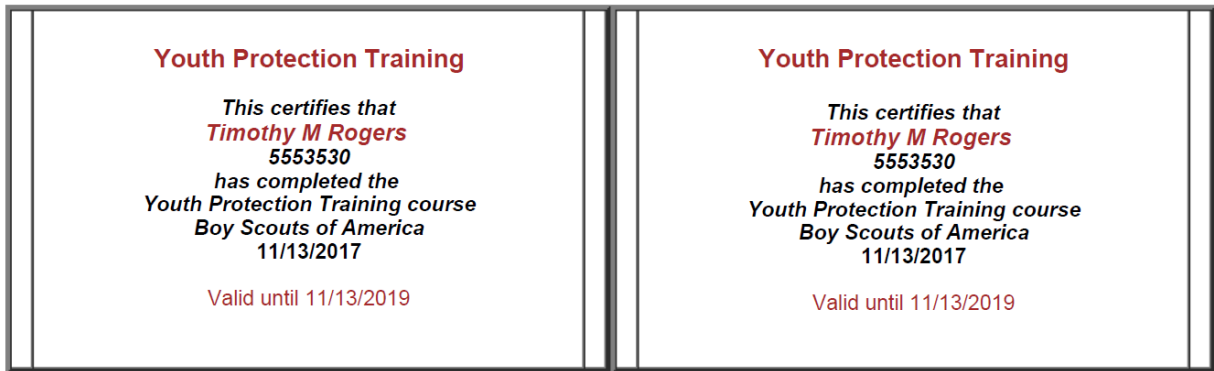 Youth Protection Training
This certifies that
Timothy M Rogers
5553530
has completed the
Youth Protection Training course
Boy Scouts of America
11/13/2017
Valid until 11/13/2019
Youth Protection Training
This certifies that
Timothy M Rogers
5553530
has completed the
Youth Protection Training course
Boy Scouts of America
11/13/2017
Valid until 11/13/2019